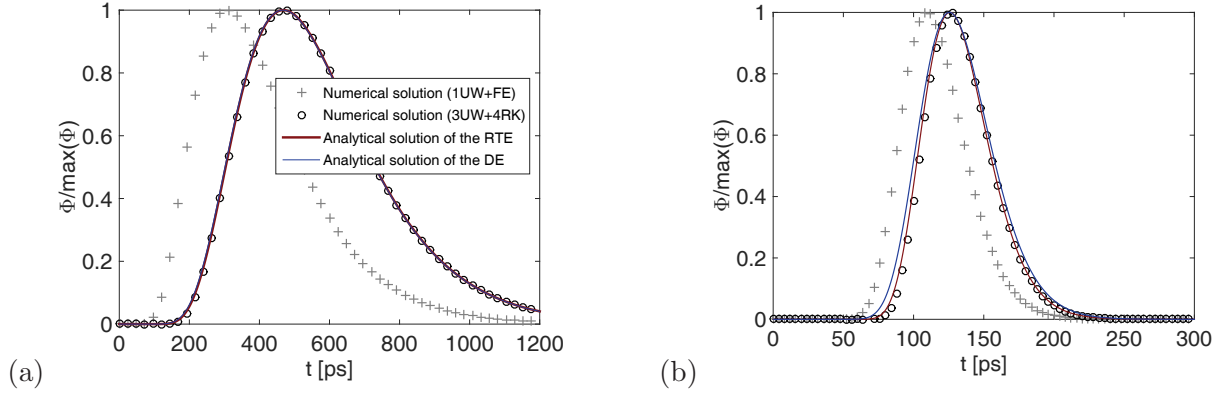 1
0.8
0.6
0.4
0.2
0
Φ/max(Φ)
0 200 400 600 800 1000 1200
t [ps]
Numerical solution (1UW+FE)
Numerical solution (3UW+4RK)
Analytical solution of the RTE
Analytical solution of the DE
(a)
1
0.8
0.6
0.4
0.2
0
Φ/max(Φ)
0 50 100 150 200 250 300
t [ps]
(b)